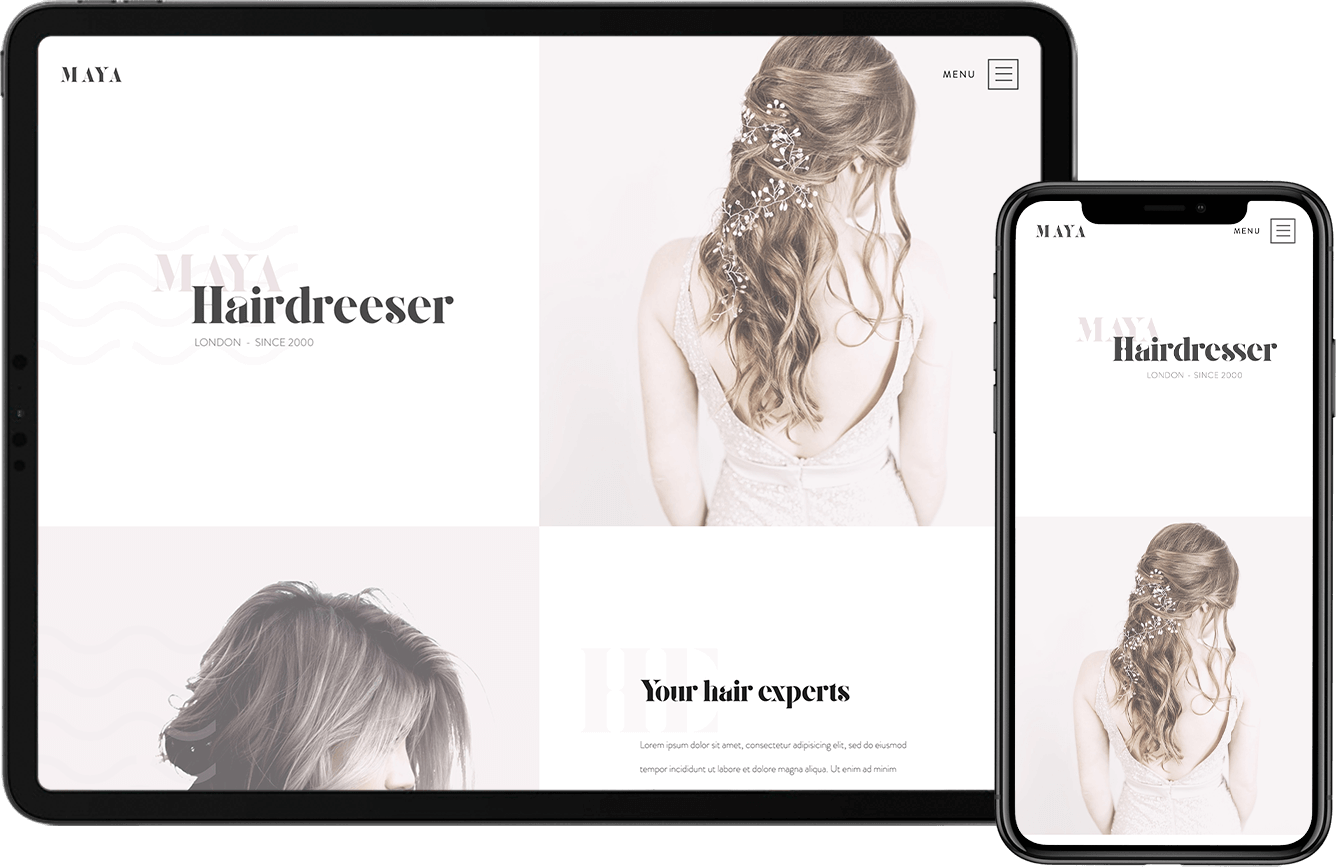 MAYA
MENU
MAYA
Hairdreeser
LONDON - SINCE 2000
HE
Your hair experts
Lorem ipsum dolor sit amet, consectetur adipisicing elit, sed do eiusmod
tempor incididunt ut labore et dolore magna aliqua. Ut enim ad minim
MAYA
MENU
MAYA
Hairdresser
LONDON - SINCE 2000